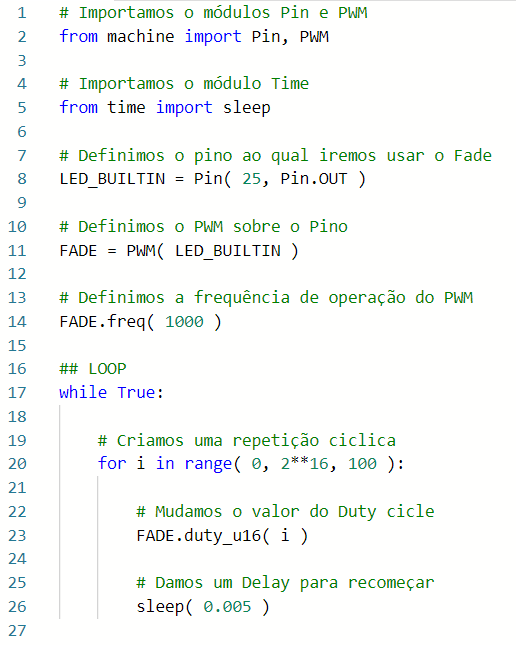 1 # Importamos o módulos Pin e PWM
2 from machine import Pin, PWM
3
4 # Importamos o módulo Time
5 from time import sleep
6
7 # Definimos o pino ao qual iremos usar o Fade
8 LED_BUILTIN = Pin( 25, Pin.OUT )
9
10 # Definimos o PWM sobre o Pino
11 FADE = PWM( LED_BUILTIN )
12
13 # Definimos a frequência de operação do PWM
14 FADE.freq( 1000 )
15
16 ## LOOP
17 while True:
18
19     # Criamos uma repetição ciclica
20     for i in range( 0, 2**16, 100 ):
21
22         # Mudamos o valor do Duty cicle
23         FADE.duty_u16( i )
24
25         # Damos um Delay para recomeçar
26         sleep( 0.005 )
27